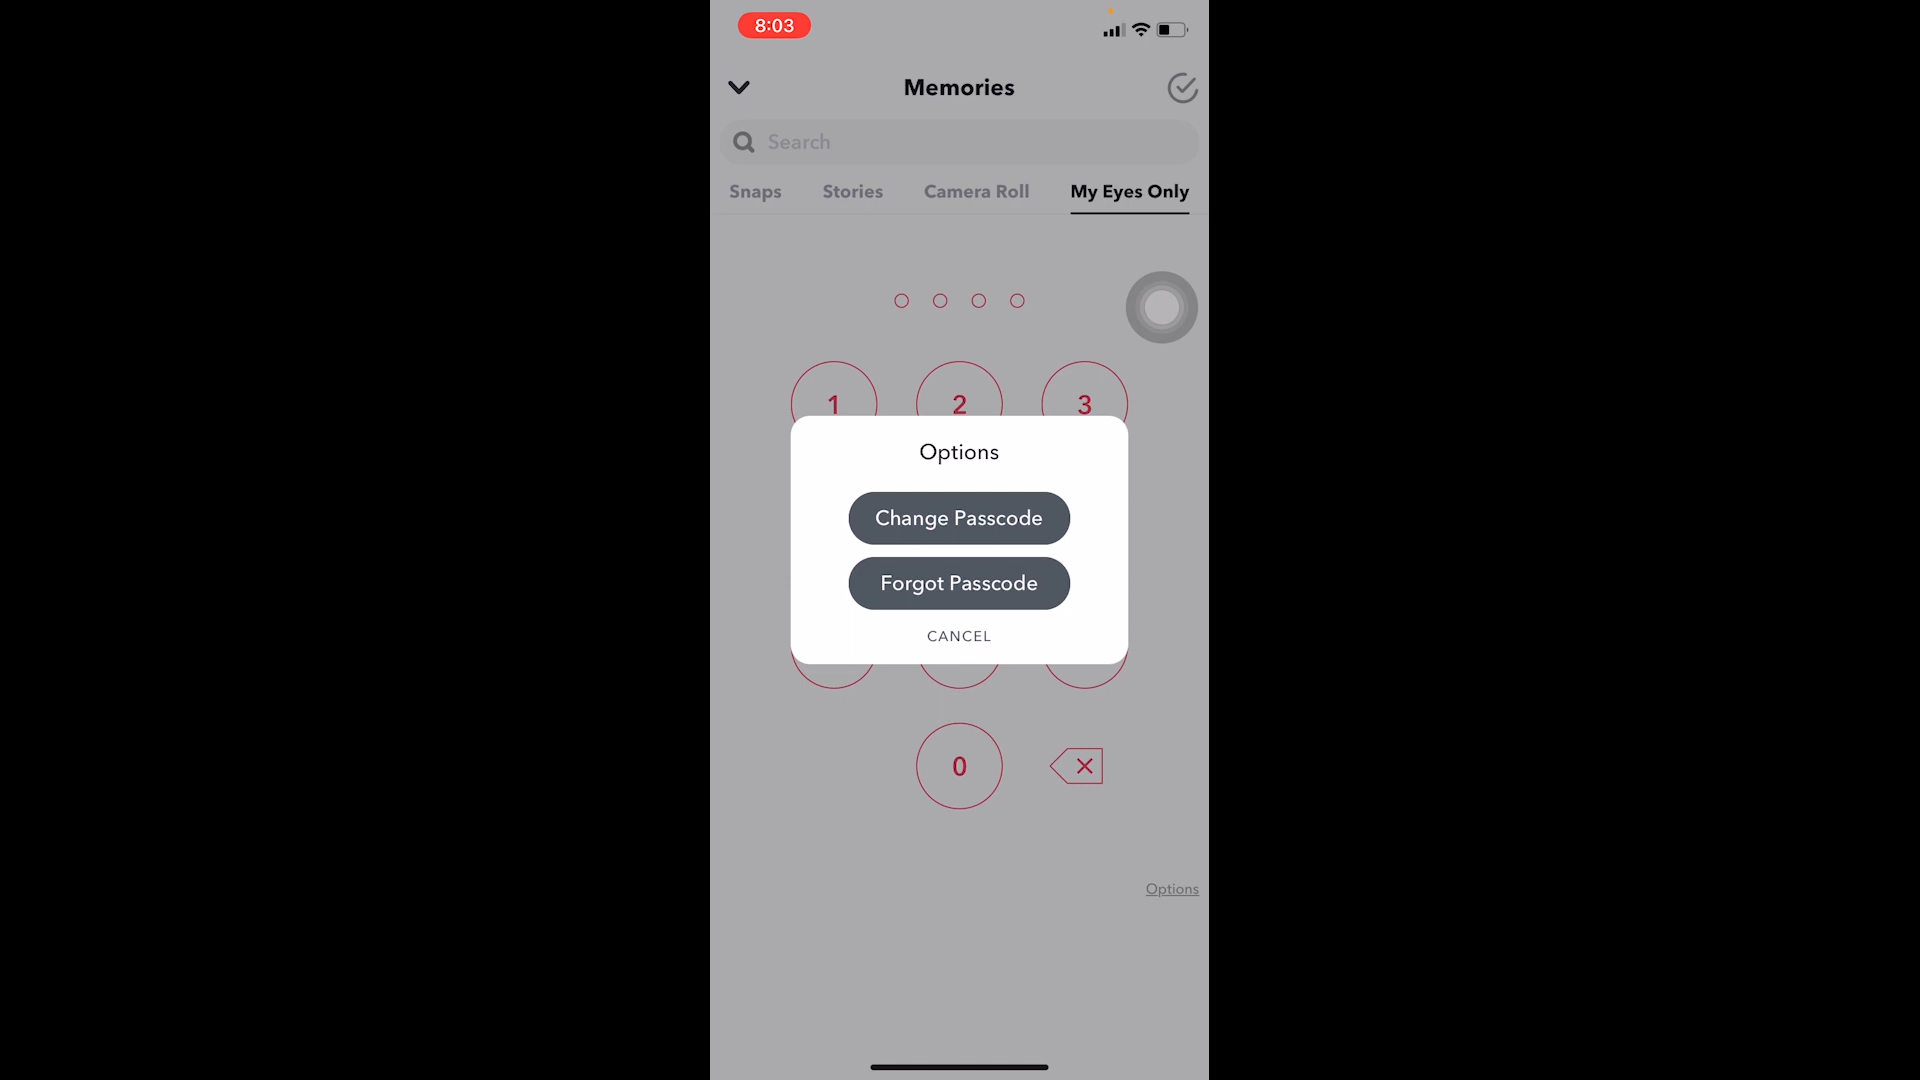 8:03
Memories
Search
Snaps Stories Camera Roll My Eyes Only
1 2 3
Options
Change Passcode
Forgot Passcode
CANCEL
0
Options